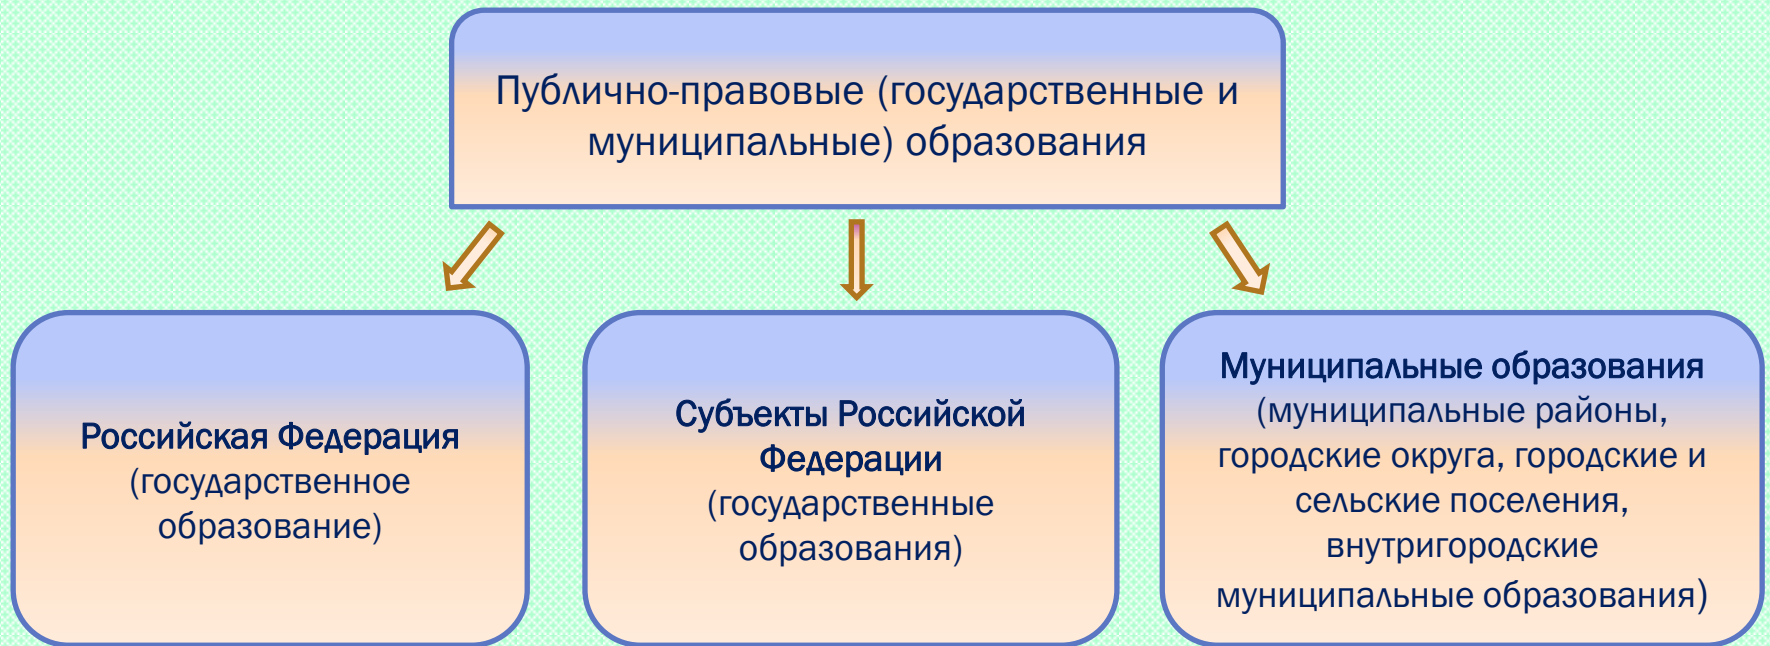 Публично-правовые (государственные и
муниципальные) образования
Российская Федерация
(государственное
образование)
Субъекты Российской
Федерации
(государственные
образования)
Муниципальные образования
(муниципальные районы,
городские округа, городские и
сельские поселения,
внутригородские
муниципальные образования)